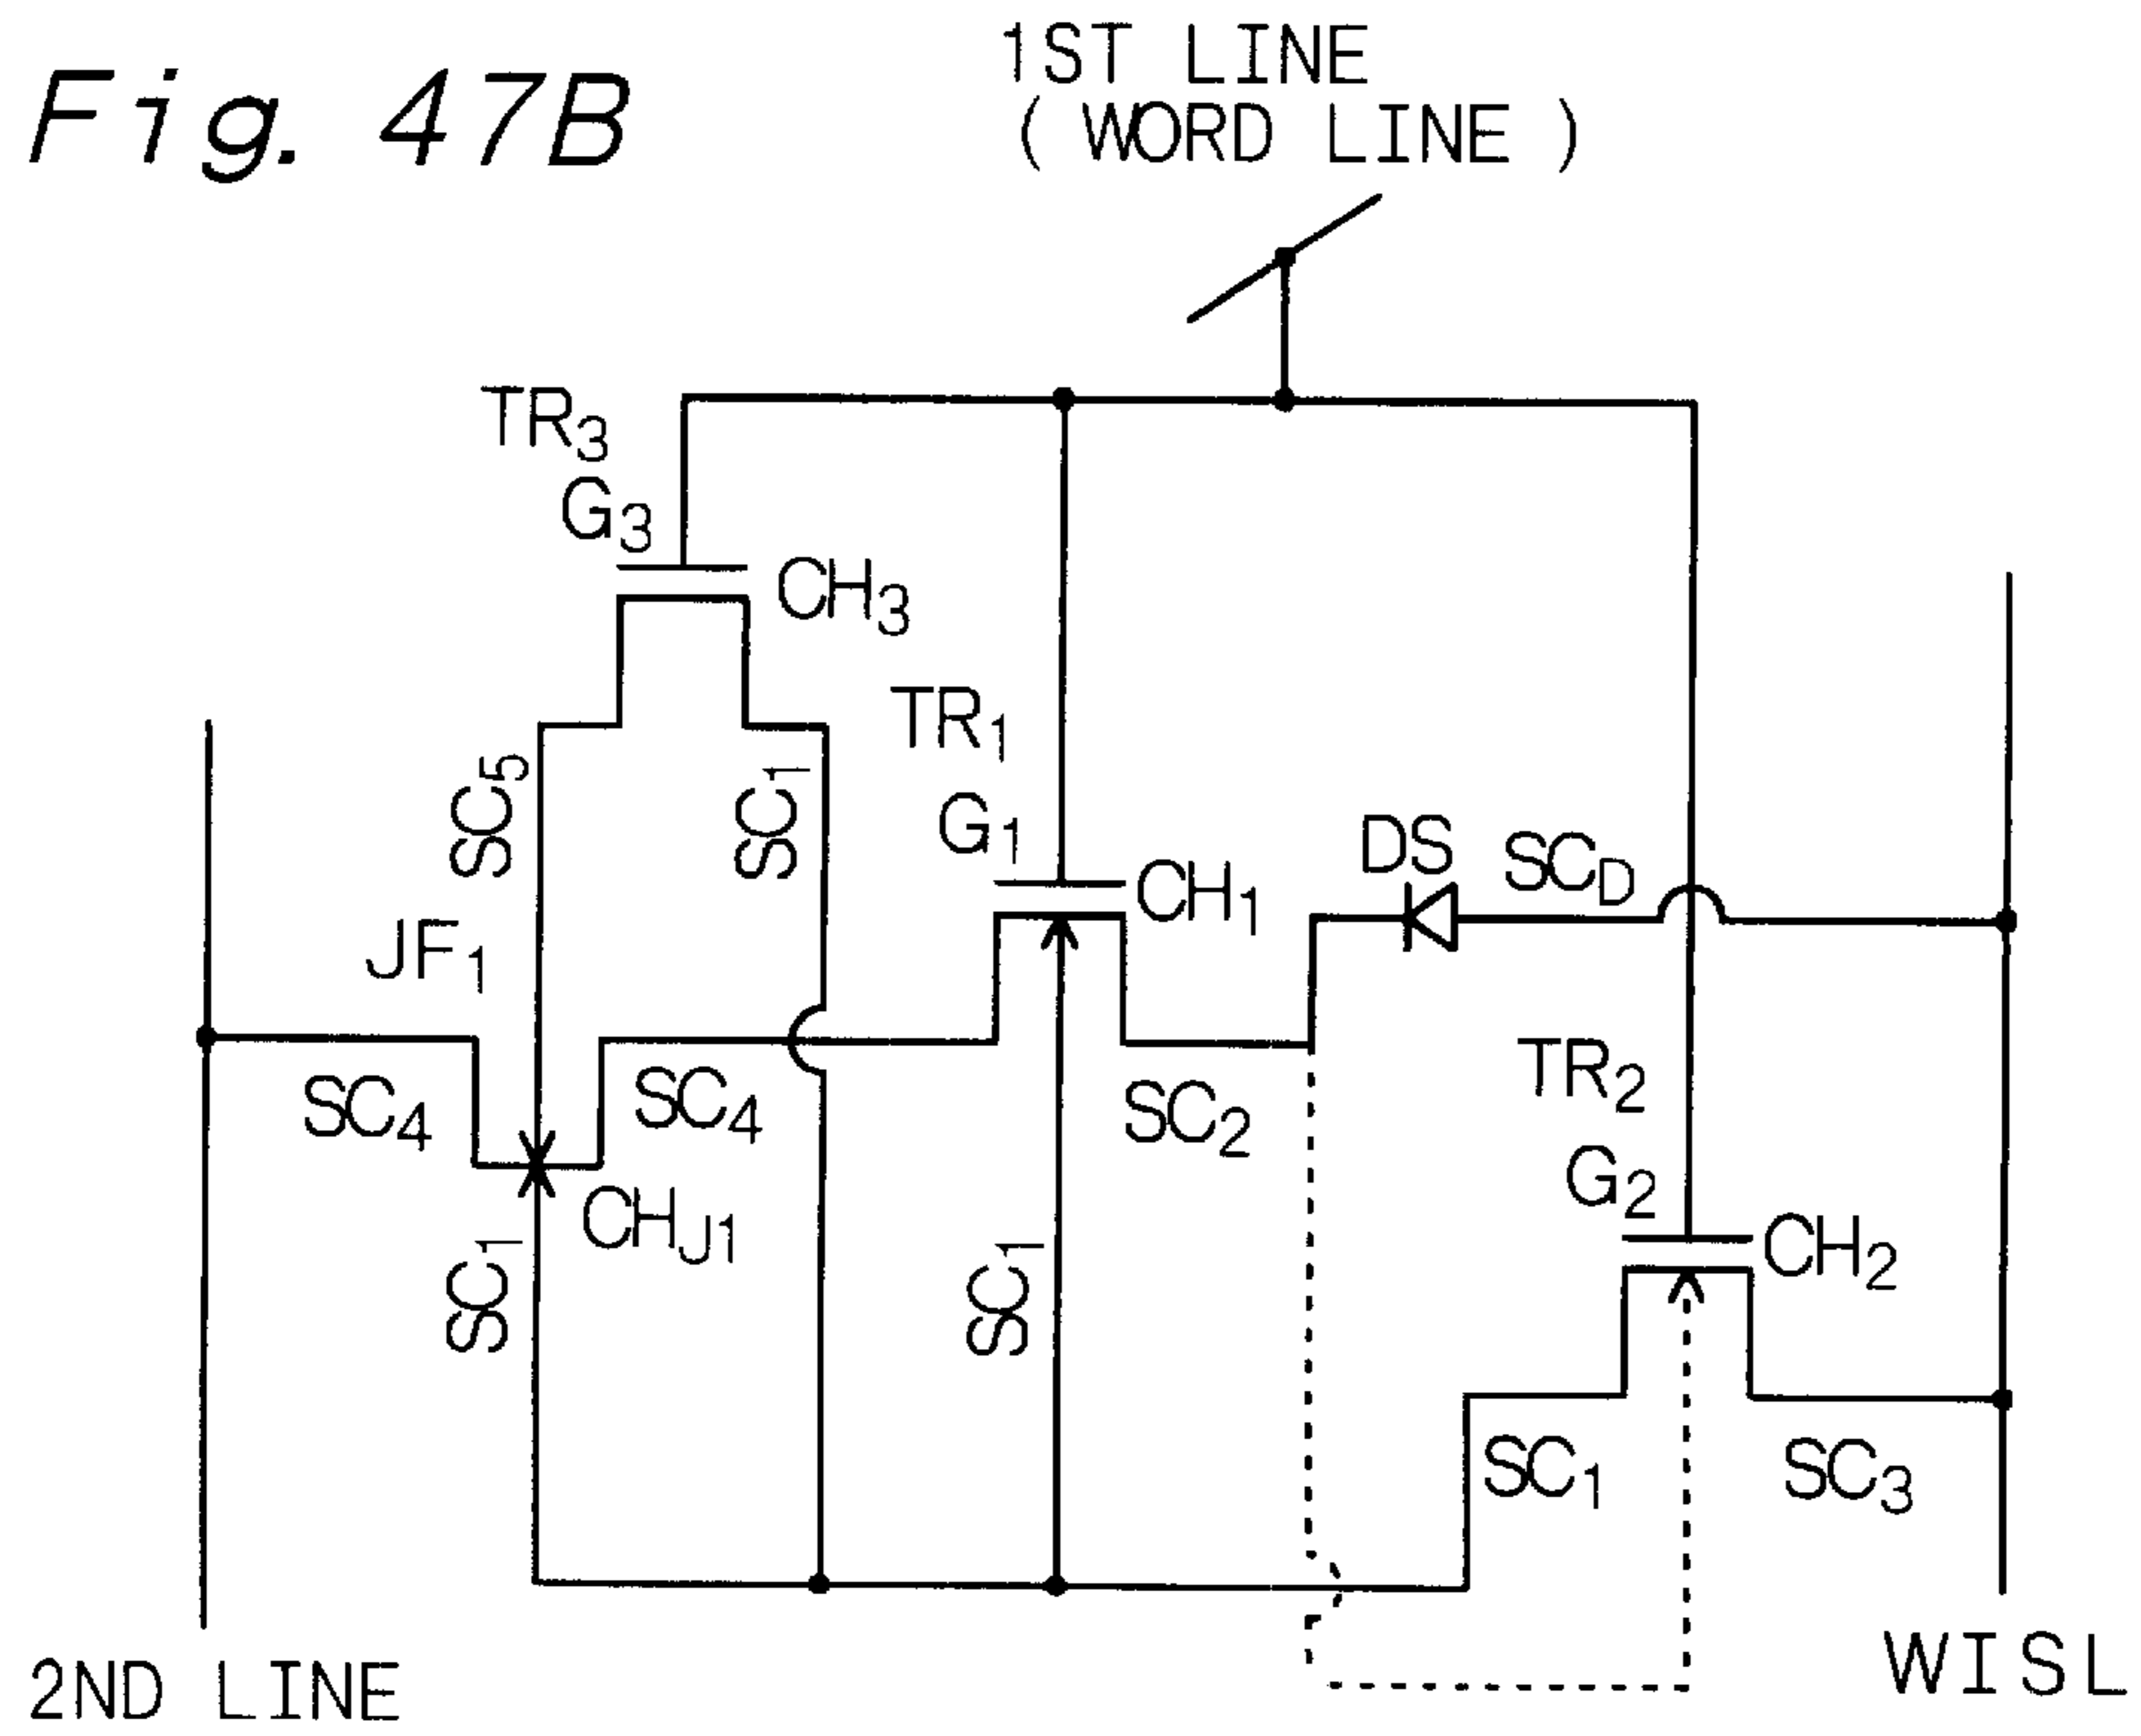 Fig. 47B
1ST LINE
( WORD LINE )
TR3
G3
CH3
TR1
G1
CH1
SC5
SC1
DS
SCD
JF1
SC4
SC4
SC2
TR2
G2
CH2
CHJ1
SC1
SC1
SC1
SC3
2ND LINE
WISL